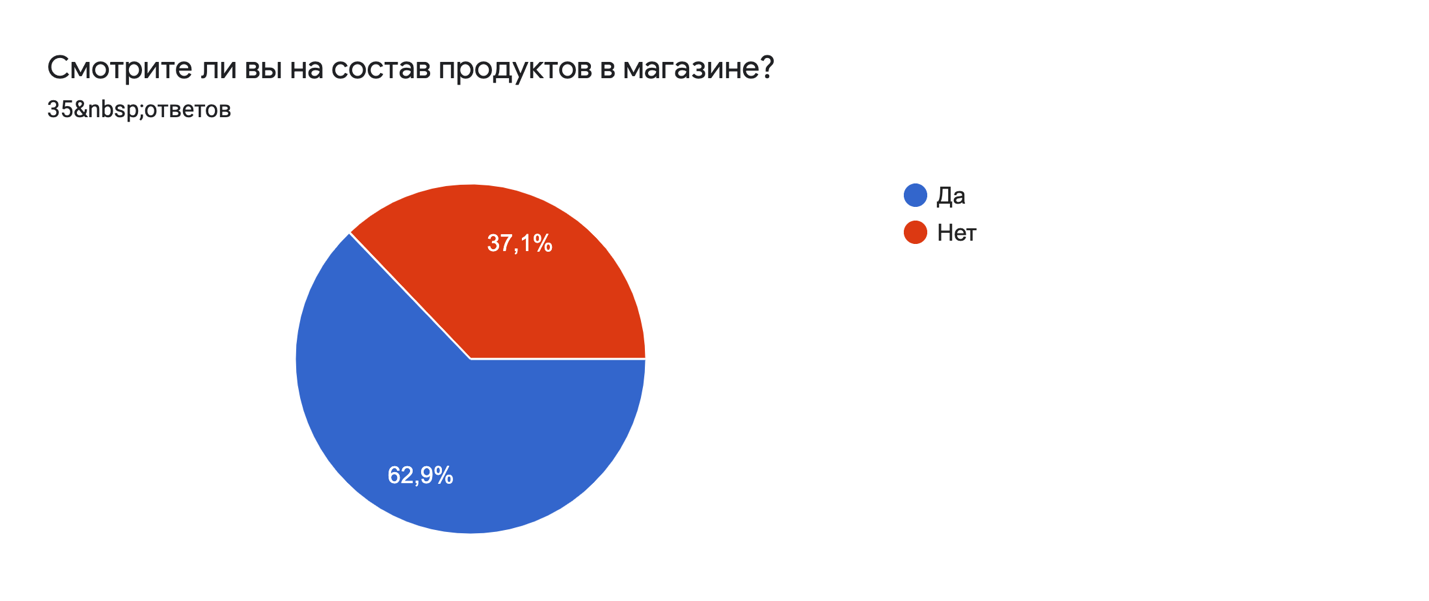 Смотрите ли вы на состав продуктов в магазине?
35&nbsp;ответов
Да
Нет
37,1%
62,9%